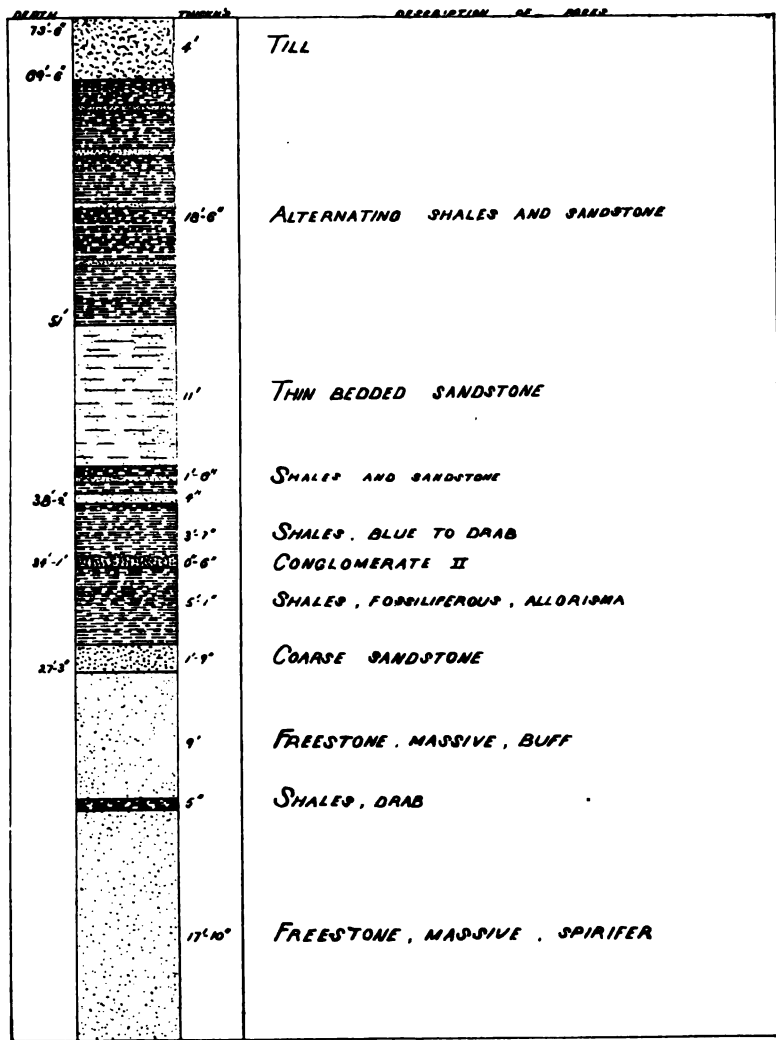 DEPTH THICKN'S DESCRIPTION OF
73'-6"
4' TILL
69'-6"
18'-6" ALTERNATING SHALES AND SANDSTONE
51'
11' THIN BEDDED SANDSTONE
1'-6" SHALES AND SANDSTONE
38'-2" 4"
3'-7" SHALES, BLUE TO DRAB
34'-1" 0'-6" CONGLOMERATE II
5'-1" SHALES, FOSSILIFEROUS, ALLORISMA
1'-9" COARSE SANDSTONE
27'-3"
9' FREESTONE, MASSIVE, BUFF
5" SHALES, DRAB
17'-10" FREESTONE, MASSIVE, SPIRIFER